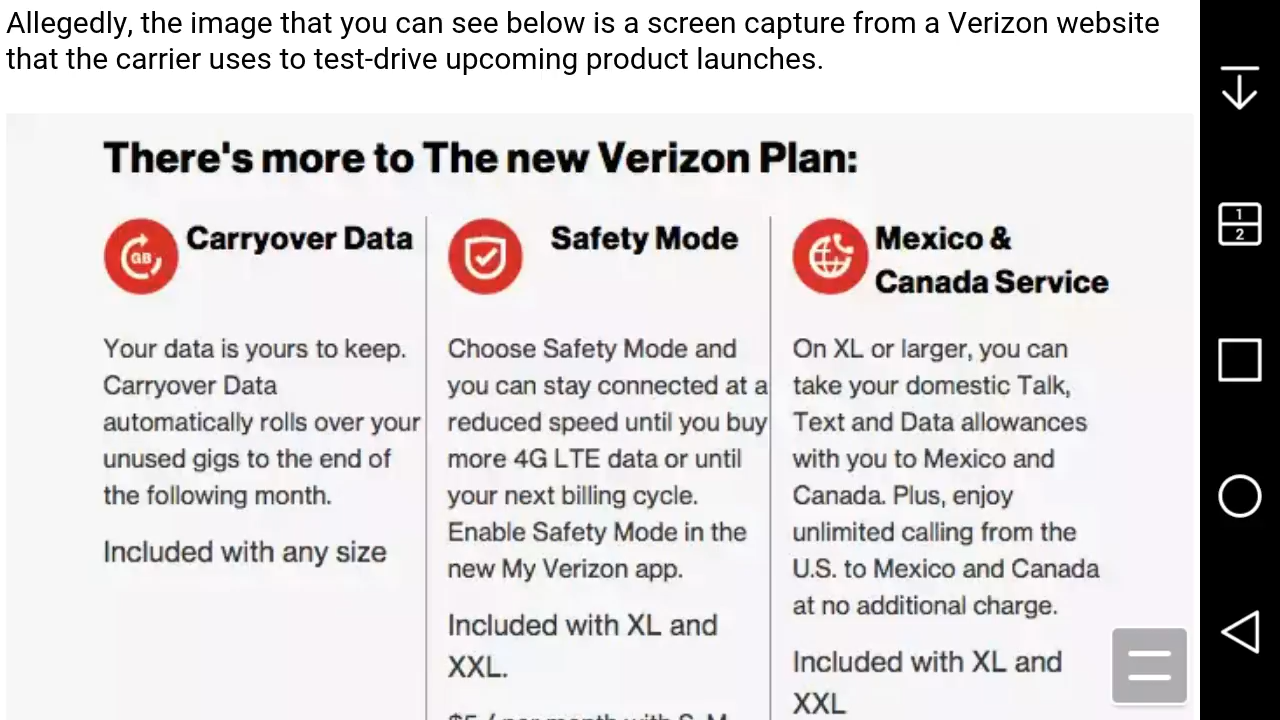 Allegedly, the image that you can see below is a screen capture from a Verizon website
that the carrier uses to test-drive upcoming product launches.
There's more to The new Verizon Plan:
GB
Carryover Data
Your data is yours to keep.
Carryover Data
automatically rolls over your
unused gigs to the end of
the following month.
Included with any size
Safety Mode
Choose Safety Mode and
you can stay connected at a
reduced speed until you buy
more 4G LTE data or until
your next billing cycle.
Enable Safety Mode in the
new My Verizon app.
Included with XL and
XXL.
$5 / per month with S, M
Mexico &
Canada Service
On XL or larger, you can
take your domestic Talk,
Text and Data allowances
with you to Mexico and
Canada. Plus, enjoy
unlimited calling from the
U.S. to Mexico and Canada
at no additional charge.
Included with XL and
XXL
1
2